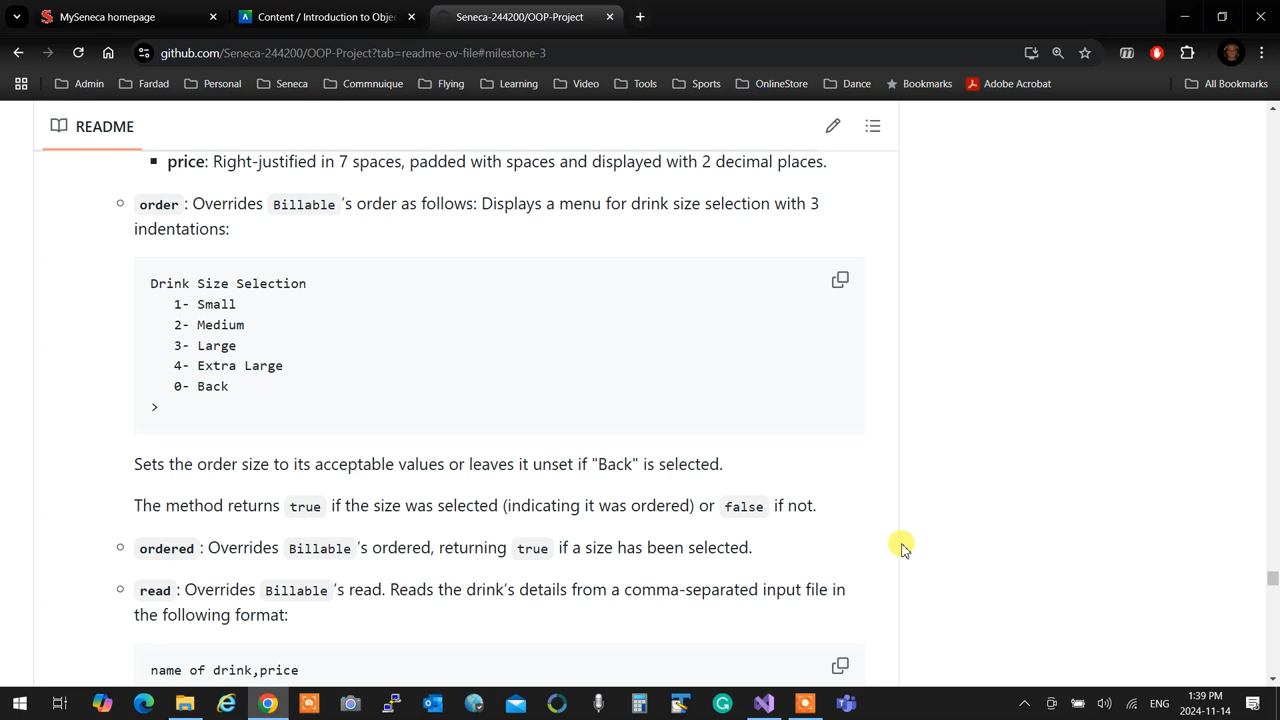 MySeneca homepage
Content / Introduction to Obje
Seneca-244200/OOP-Project
github.com/Seneca-244200/OOP-Project?tab=readme-ov-file#milestone-3
Admin
Fardad
Personal
Seneca
Commnuique
Flying
Learning
Video
Tools
Sports
OnlineStore
Dance
Bookmarks
Adobe Acrobat
All Bookmarks
README
price: Right-justified in 7 spaces, padded with spaces and displayed with 2 decimal places.
order : Overrides Billable 's order as follows: Displays a menu for drink size selection with 3
indentations:
Drink Size Selection
1- Small
2- Medium
3- Large
4- Extra Large
0- Back
>
Sets the order size to its acceptable values or leaves it unset if "Back" is selected.
The method returns true if the size was selected (indicating it was ordered) or false if not.
ordered : Overrides Billable 's ordered, returning true if a size has been selected.
read : Overrides Billable 's read. Reads the drink's details from a comma-separated input file in
the following format:
name of drink,price
ENG
1:39 PM
2024-11-14